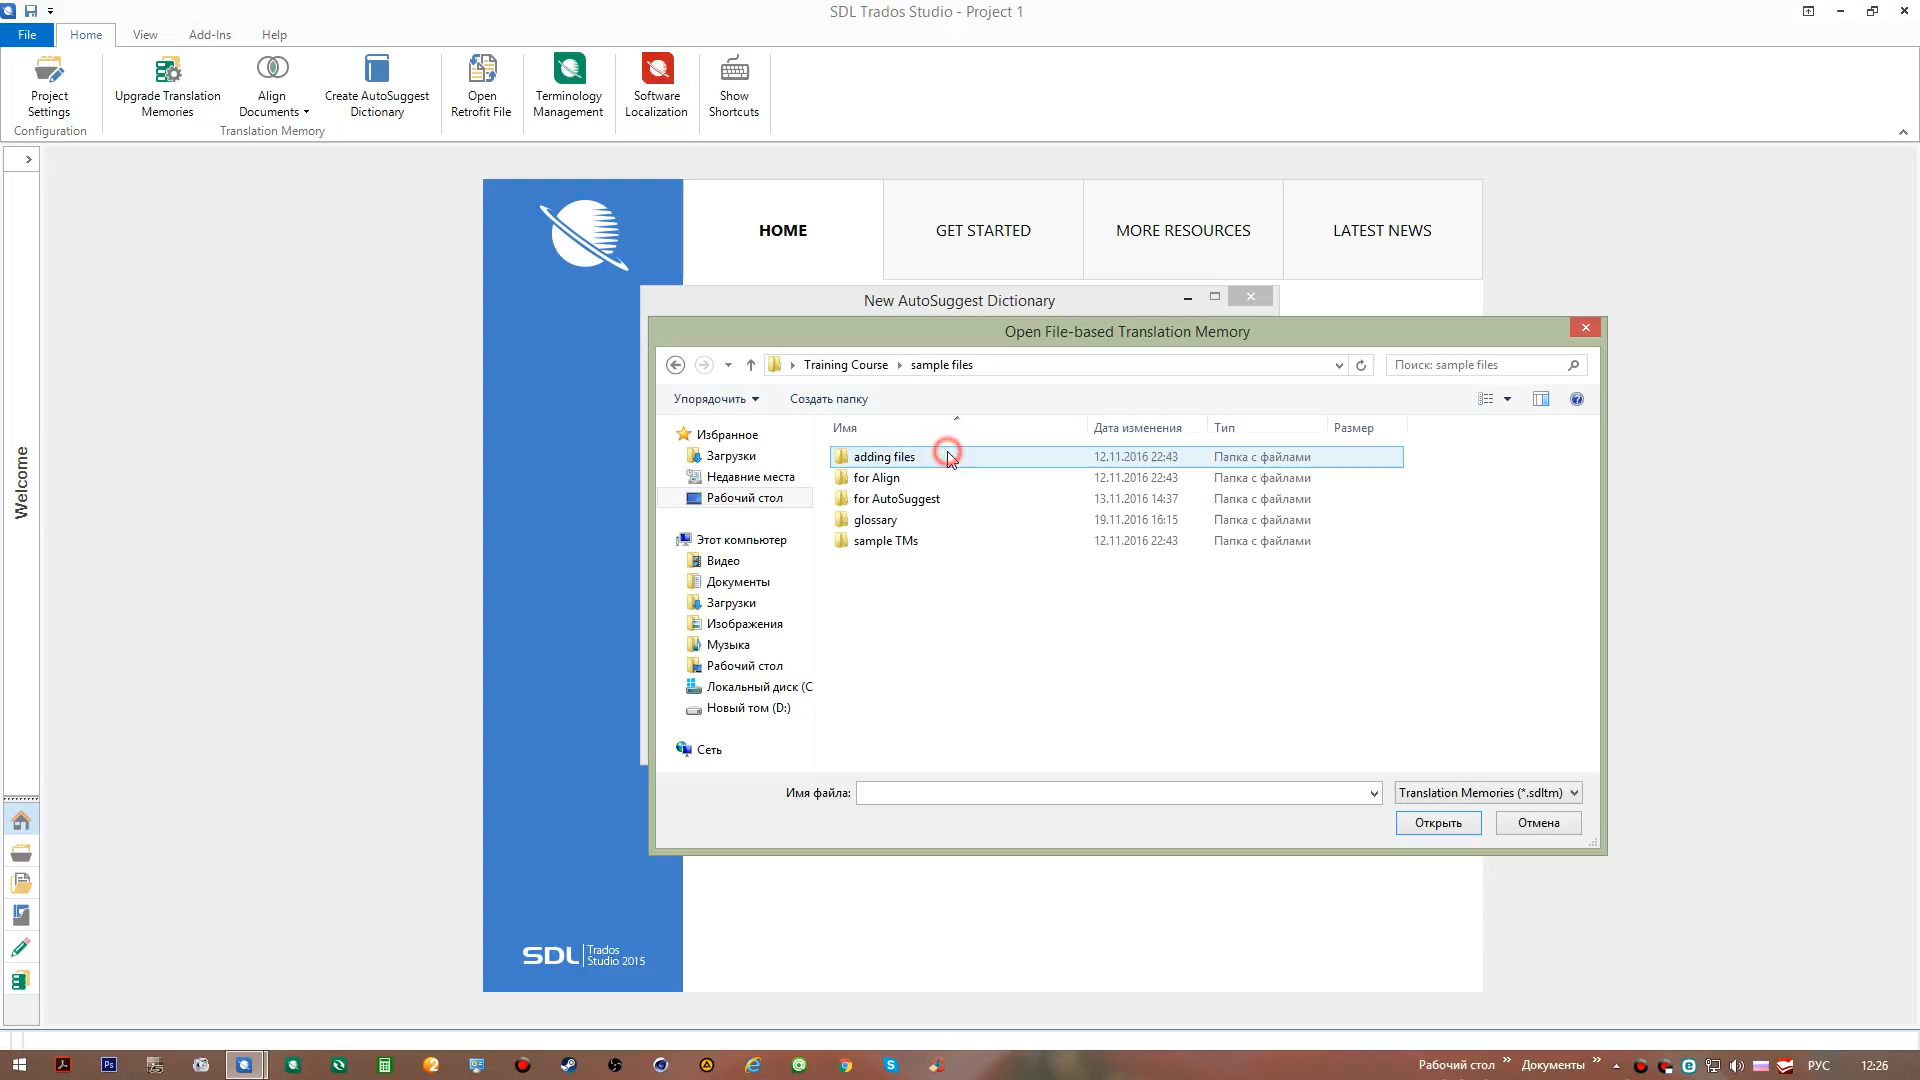 SDL Trados Studio - Project 1
File Home View Add-Ins Help
Project Settings
Upgrade Translation Memories
Align Documents
Create AutoSuggest Dictionary
Open Retrofit File
Terminology Management
Software Localization
Show Shortcuts
Configuration
Translation Memory
Welcome
HOME GET STARTED MORE RESOURCES LATEST NEWS
New AutoSuggest Dictionary
Open File-based Translation Memory
Training Course sample files
Поиск: sample files
Упорядочить Создать папку
Избранное
Загрузки
Недавние места
Рабочий стол
Этот компьютер
Видео
Документы
Загрузки
Изображения
Музыка
Рабочий стол
Локальный диск (C
Новый том (D:)
Сеть
Имя Дата изменения Тип Размер
adding files 12.11.2016 22:43 Папка с файлами
for Align 12.11.2016 22:43 Папка с файлами
for AutoSuggest 13.11.2016 14:37 Папка с файлами
glossary 19.11.2016 16:15 Папка с файлами
sample TMs 12.11.2016 22:43 Папка с файлами
Имя файла:
Translation Memories (*.sdltm)
Открыть Отмена
SDL Trados
Studio 2015
Рабочий стол » Документы » РУС 12:26